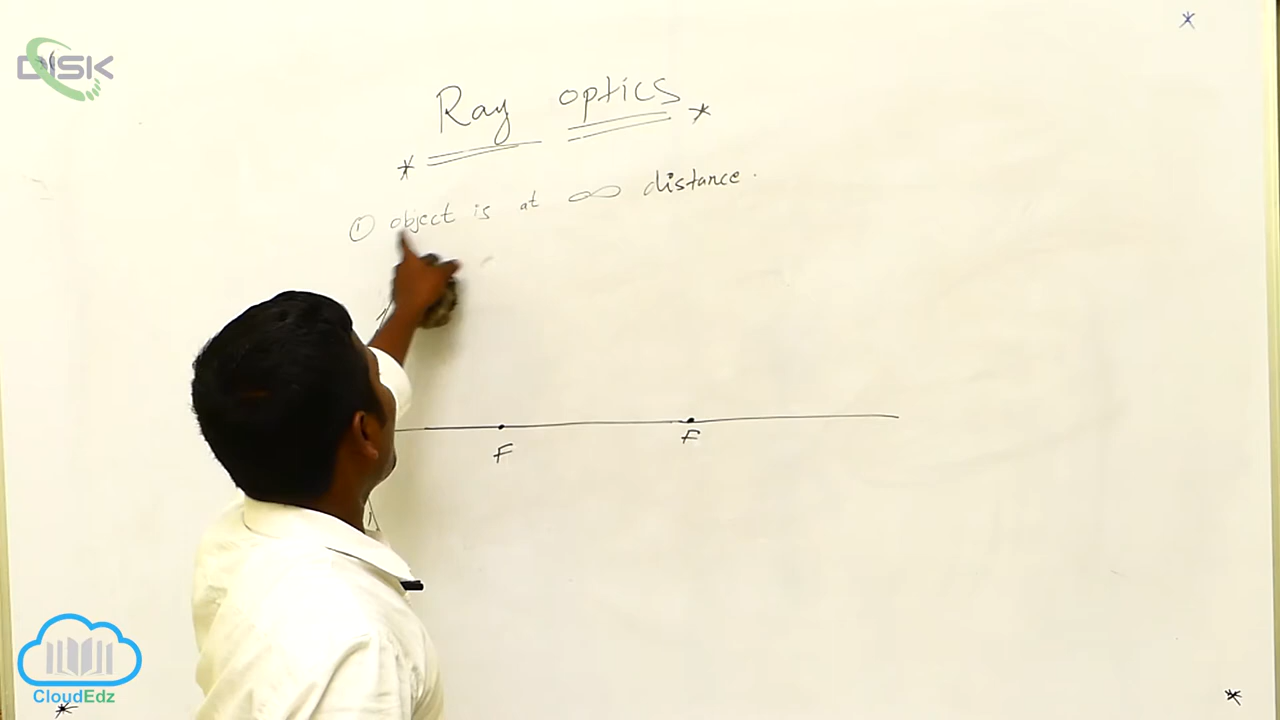 DISK
Ray optics
① object is at ∞ distance.
F F
CloudEdz